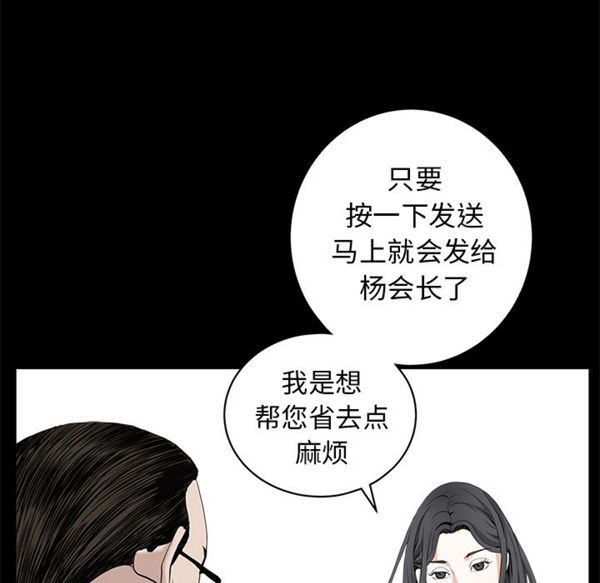 只要
按一下发送
马上就会发给
杨会长了
我是想
帮您省去点
麻烦